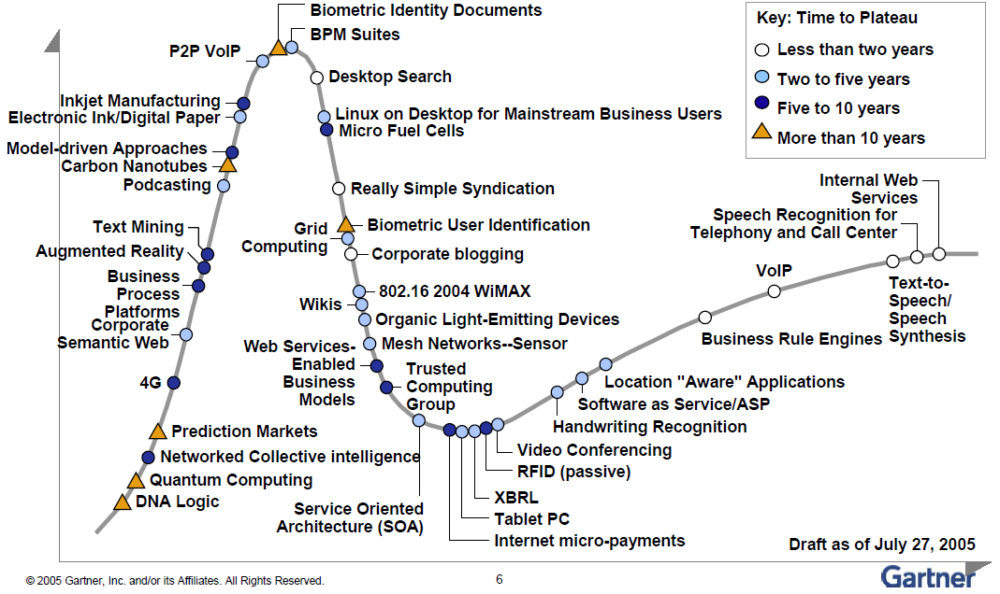 Biometric Identity Documents
BPM Suites
P2P VoIP
Desktop Search
Inkjet Manufacturing
Electronic Ink/Digital Paper
Linux on Desktop for Mainstream Business Users
Micro Fuel Cells
Model-driven Approaches
Carbon Nanotubes
Podcasting
Really Simple Syndication
Text Mining
Augmented Reality
Business
Process
Platforms
Corporate
Semantic Web
Grid
Computing
Biometric User Identification
Corporate blogging
802.16 2004 WiMAX
Wikis
Organic Light-Emitting Devices
Mesh Networks--Sensor
Web Services-
Enabled
Business
Models
Trusted
Computing
Group
4G
Prediction Markets
Networked Collective intelligence
Quantum Computing
DNA Logic
Service Oriented
Architecture (SOA)
Video Conferencing
RFID (passive)
XBRL
Tablet PC
Internet micro-payments
Handwriting Recognition
Software as Service/ASP
Location "Aware" Applications
Business Rule Engines
VoIP
Text-to-
Speech/
Speech
Synthesis
Speech Recognition for
Telephony and Call Center
Internal Web
Services
Key: Time to Plateau
Less than two years
Two to five years
Five to 10 years
More than 10 years
Draft as of July 27, 2005
© 2005 Gartner, Inc. and/or its Affiliates. All Rights Reserved.
6
Gartner